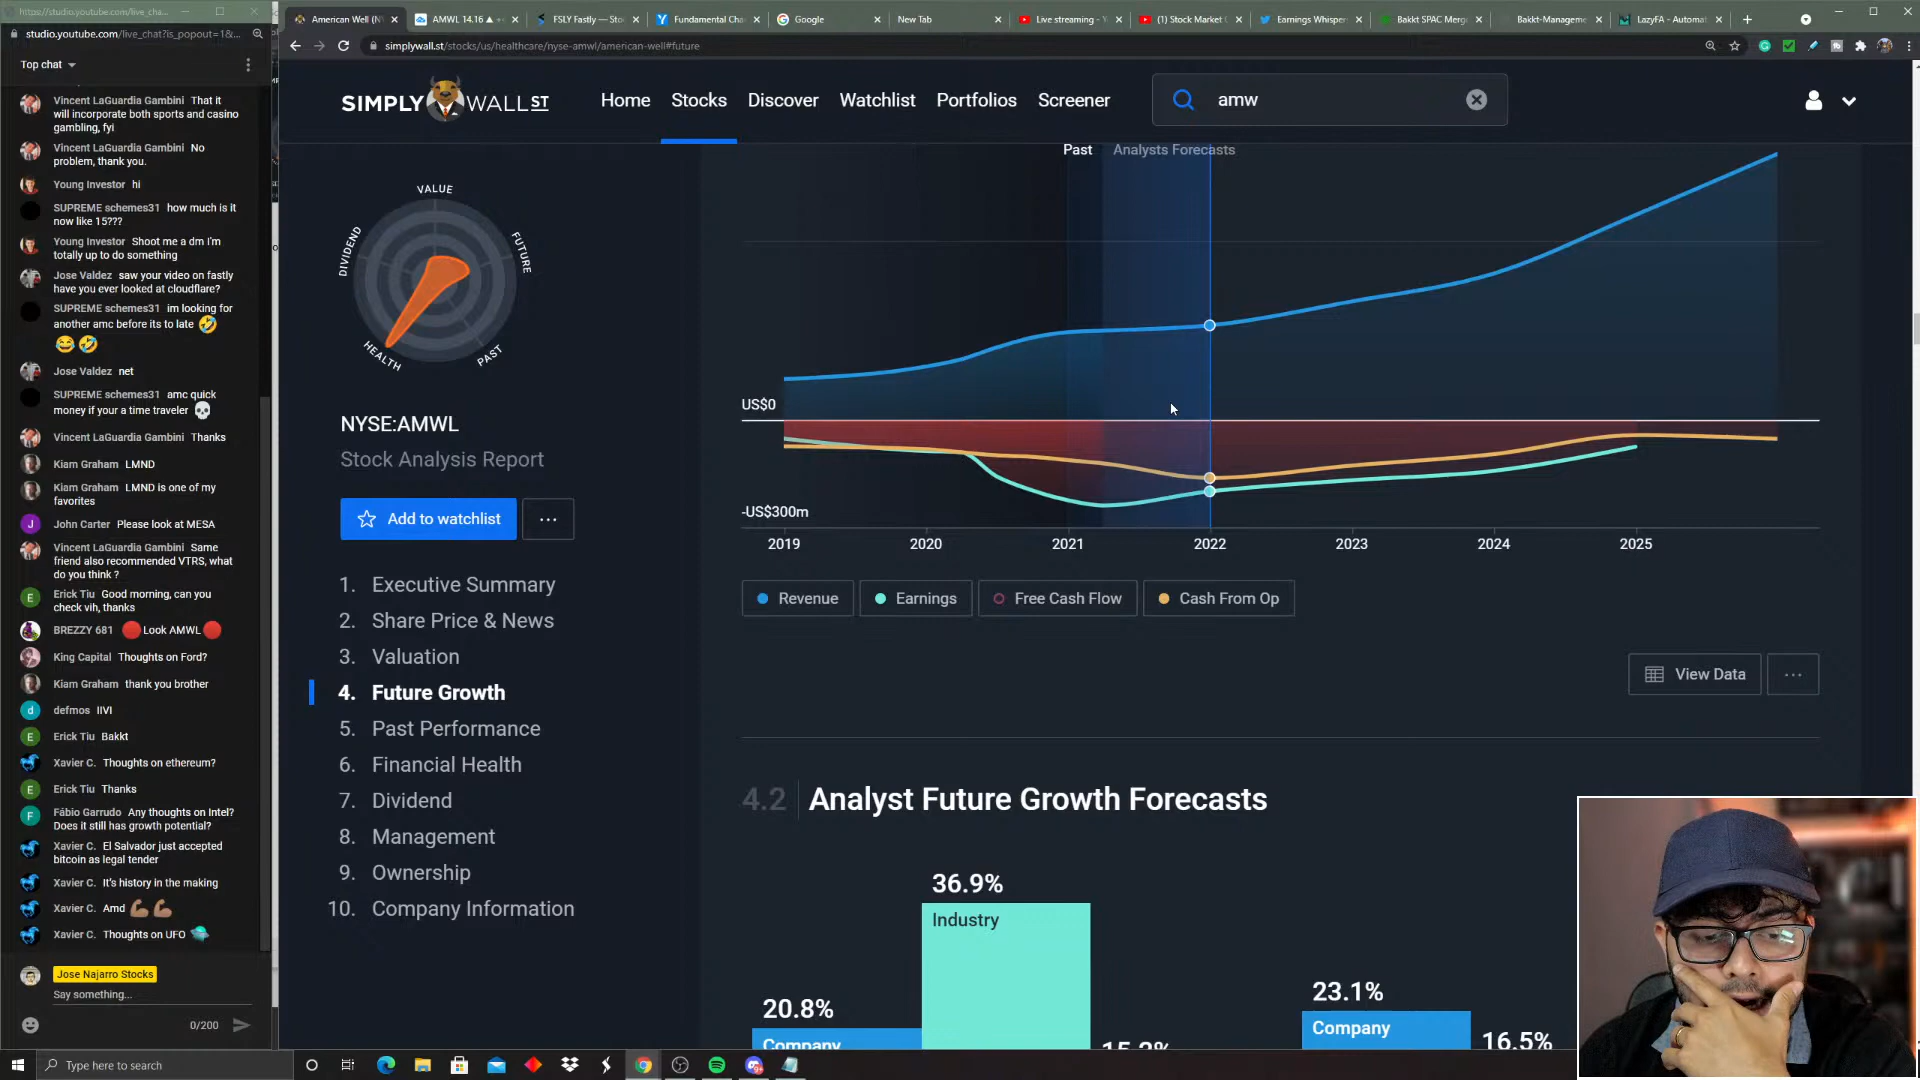 https://studio.youtube.com/live_cha...
studio.youtube.com/live_chat?is_popout=1&...
Top chat
Vincent LaGuardia Gambini That it
will incorporate both sports and casino
gambling, fyi
Vincent LaGuardia Gambini No
problem, thank you.
Young Investor hi
SUPREME schemes31 how much is it
now like 15???
Young Investor Shoot me a dm I'm
totally up to do something
Jose Valdez saw your video on fastly
have you ever looked at cloudflare?
SUPREME schemes31 im looking for
another amc before its to late 🤣
😂 🤣
Jose Valdez net
SUPREME schemes31 amc quick
money if your a time traveler 💀
Vincent LaGuardia Gambini Thanks
Kiam Graham LMND
Kiam Graham LMND is one of my
favorites
John Carter Please look at MESA
Vincent LaGuardia Gambini Same
friend also recommended VTRS, what
do you think ?
Erick Tiu Good morning, can you
check vih, thanks
BREZZY 681 🔴Look AMWL🔴
King Capital Thoughts on Ford?
Kiam Graham thank you brother
defmos IIVI
Erick Tiu Bakkt
Xavier C. Thoughts on ethereum?
Erick Tiu Thanks
Fábio Garrudo Any thoughts on Intel?
Does it still has growth potential?
Xavier C. El Salvador just accepted
bitcoin as legal tender
Xavier C. It's history in the making
Xavier C. Amd 💪🏽 💪🏽
Xavier C. Thoughts on UFO 🛸
Jose Najarro Stocks
Say something...
0/200
American Well (N
AMWL 14.16 ▲
FSLY Fastly — Sto
Fundamental Cha
Google
New Tab
Live streaming - Y
(1) Stock Market
Earnings Whisper
Bakkt SPAC Merg
Bakkt-Manageme
LazyFA - Automat
simplywall.st/stocks/us/healthcare/nyse-amwl/american-well#future
SIMPLY WALL ST
Home
Stocks
Discover
Watchlist
Portfolios
Screener
amw
VALUE
FUTURE
PAST
HEALTH
DIVIDEND
NYSE:AMWL
Stock Analysis Report
Add to watchlist
...
1. Executive Summary
2. Share Price & News
3. Valuation
4. Future Growth
5. Past Performance
6. Financial Health
7. Dividend
8. Management
9. Ownership
10. Company Information
Past
Analysts Forecasts
US$0
-US$300m
2019 2020 2021 2022 2023 2024 2025
Revenue
Earnings
Free Cash Flow
Cash From Op
View Data
...
4.2 Analyst Future Growth Forecasts
20.8%
Company
36.9%
Industry
23.1%
Company
16.5%
Type here to search